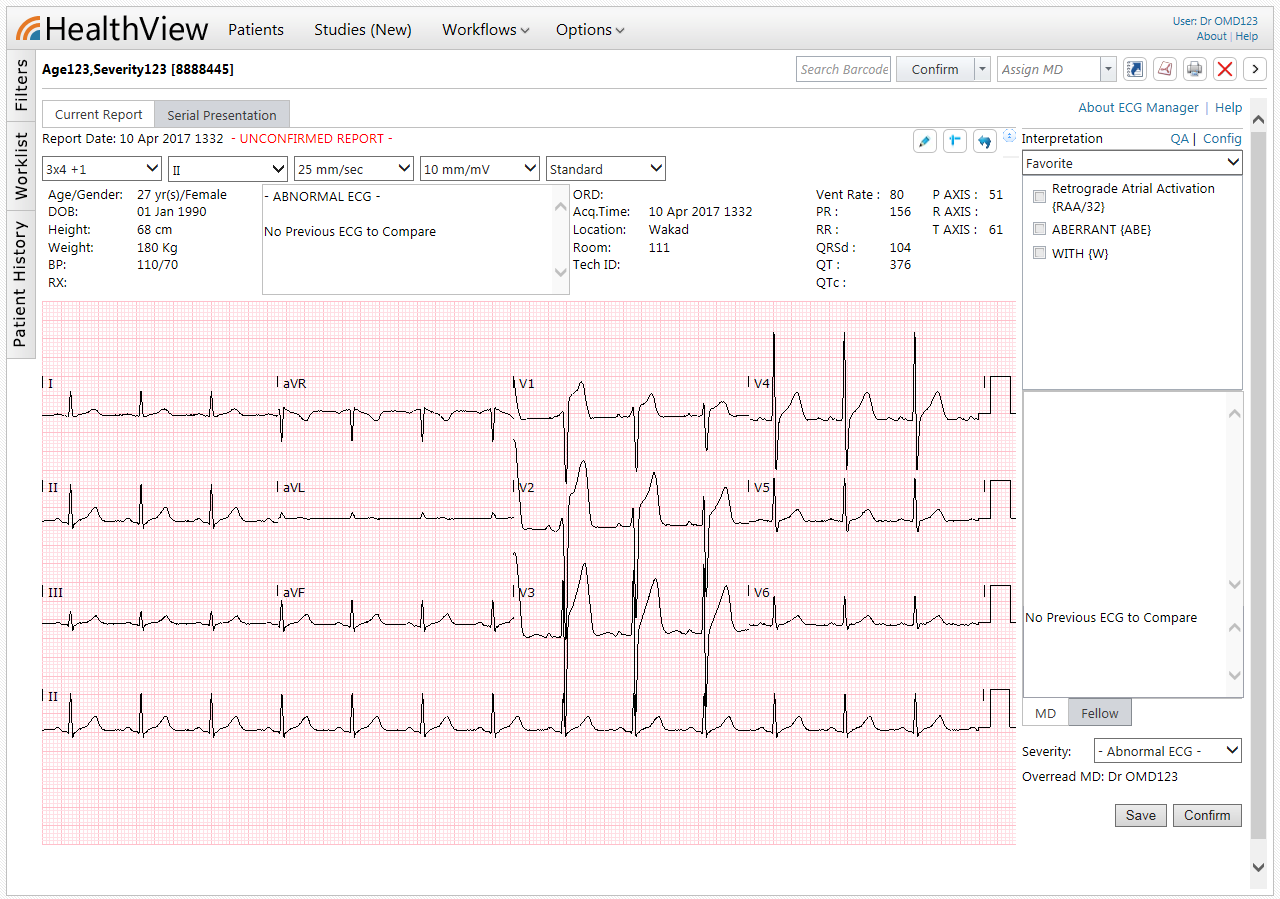 HealthView
Patients
Studies (New)
Workflows
Options
User: Dr OMD123
About | Help
Filters
Worklist
Patient History
Age123,Severity123 [8888445]
Search Barcode
Confirm
Assign MD
Current Report
Serial Presentation
About ECG Manager | Help
Report Date: 10 Apr 2017 1332 - UNCONFIRMED REPORT -
Interpretation
QA | Config
3x4 +1
II
25 mm/sec
10 mm/mV
Standard
Favorite
Age/Gender: 27 yr(s)/Female
DOB: 01 Jan 1990
Height: 68 cm
Weight: 180 Kg
BP: 110/70
RX:
- ABNORMAL ECG -
No Previous ECG to Compare
ORD:
Acq.Time: 10 Apr 2017 1332
Location: Wakad
Room: 111
Tech ID:
Vent Rate : 80
PR : 156
RR :
QRSd : 104
QT : 376
QTc :
P AXIS : 51
R AXIS :
T AXIS : 61
Retrograde Atrial Activation
{RAA/32}
ABERRANT {ABE}
WITH {W}
I
aVR
V1
V4
II
aVL
V2
V5
III
aVF
V3
V6
II
No Previous ECG to Compare
MD
Fellow
Severity: - Abnormal ECG -
Overread MD: Dr OMD123
Save
Confirm